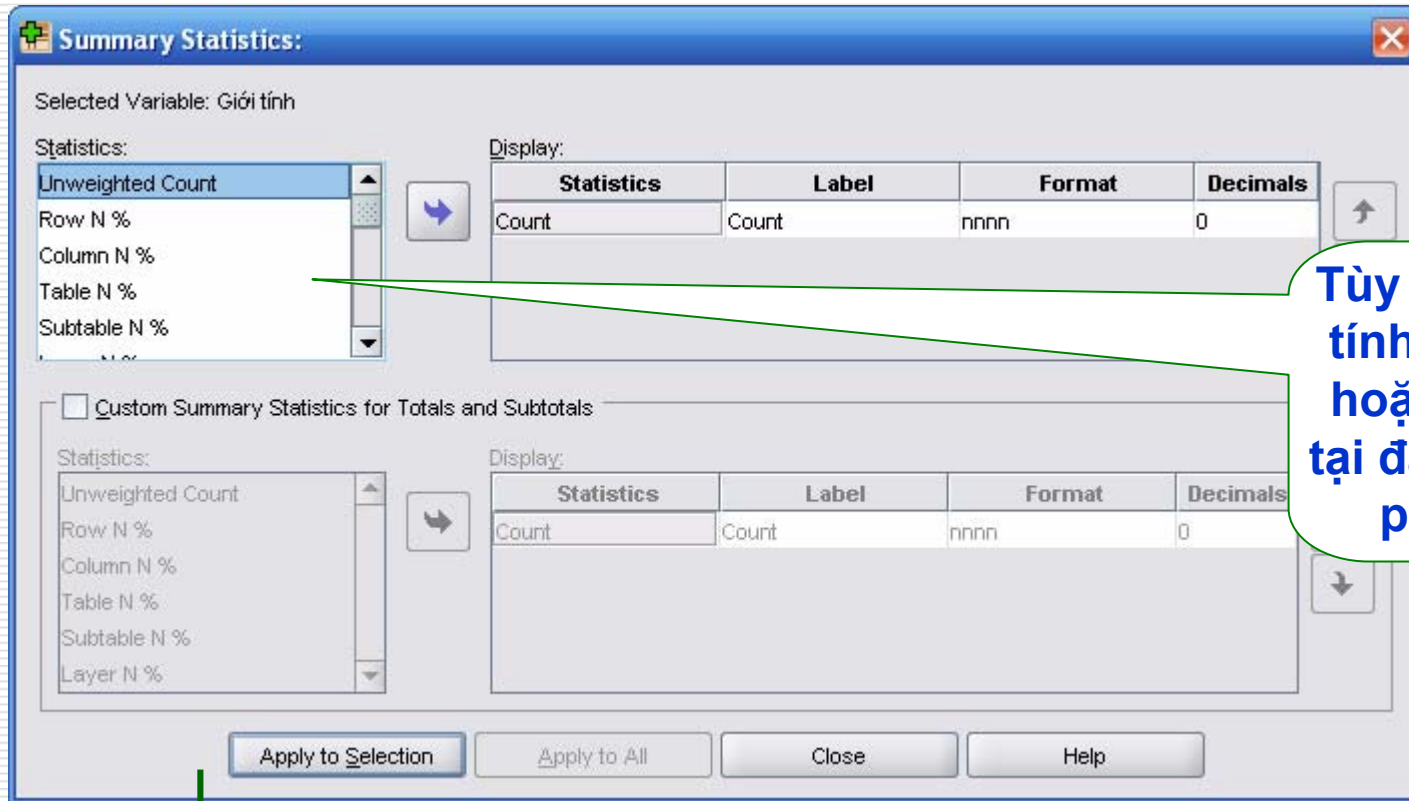 Summary Statistics:
Selected Variable: Giới tính
Statistics:
Display:
Unweighted Count
Row N %
Column N %
Table N %
Subtable N %
Statistics Label Format Decimals
Count Count nnnn 0
Tùy
tính
hoặ
tại đ
p
Custom Summary Statistics for Totals and Subtotals
Statistics:
Display:
Unweighted Count
Row N %
Column N %
Table N %
Subtable N %
Layer N %
Statistics Label Format Decimals
Count Count nnnn 0
Apply to Selection Apply to All Close Help